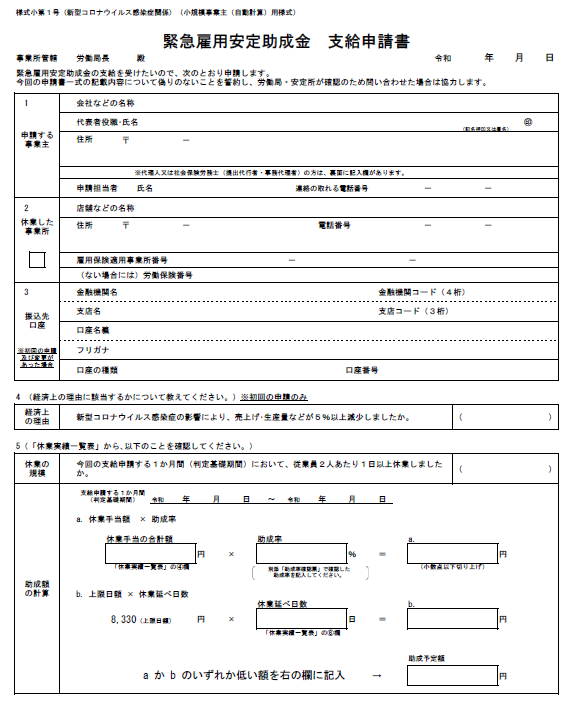 様式小第１号（新型コロナウイルス感染症関係）（小規模事業主（自動計算）用様式）
緊急雇用安定助成金　支給申請書
事業所管轄　労働局長　殿　令和　年　月　日
緊急雇用安定助成金の支給を受けたいので、次のとおり申請します。
今回の申請書一式の記載内容について偽りのないことを誓約し、労働局・安定所が確認のため問い合わせた場合は協力します。
1
申請する
事業主
会社などの名称
代表者役職・氏名　㊞
（記名押印又は署名）
住所　〒　－
※代理人又は社会保険労務士（提出代行者・事務代理者）の方は、裏面に記入欄があります。
申請担当者　氏名　連絡の取れる電話番号　－　－
2
休業した
事業所
店舗などの名称
住所　〒　－　電話番号　－　－
雇用保険適用事業所番号　－　－
（ない場合には）労働保険番号
3
振込先
口座
※初回の申請
及び変更が
あった場合
金融機関名　金融機関コード（４桁）
支店名　支店コード（３桁）
口座名義
フリガナ
口座の種類　口座番号
4 （経済上の理由に該当するかについて教えてください。）※初回の申請のみ
経済上
の理由
新型コロナウイルス感染症の影響により、売上げ・生産量などが５％以上減少しましたか。　（　）
5（「休業実績一覧表」から、以下のことを確認してください。）
休業の
規模
今回の支給申請する１か月間（判定基礎期間）において、従業員２人あたり１日以上休業しました
か。
（　）
助成額
の計算
支給申請する１か月間
（判定基礎期間）　令和　年　月　日　～　令和　年　月　日
a. 休業手当額　×　助成率
休業手当の合計額　助成率　a.
円　×　％　＝　円
「休業実績一覧表」の④欄　別添「助成率確認票」で確認した
助成率を記入してください。
（小数点以下切り上げ）
b. 上限日額　×　休業延べ日数
休業延べ日数　b.
8,330（上限日額）　円　×　日　＝　円
「休業実績一覧表」の欄
助成予定額
a か b のいずれか低い額を右の欄に記入　→　円